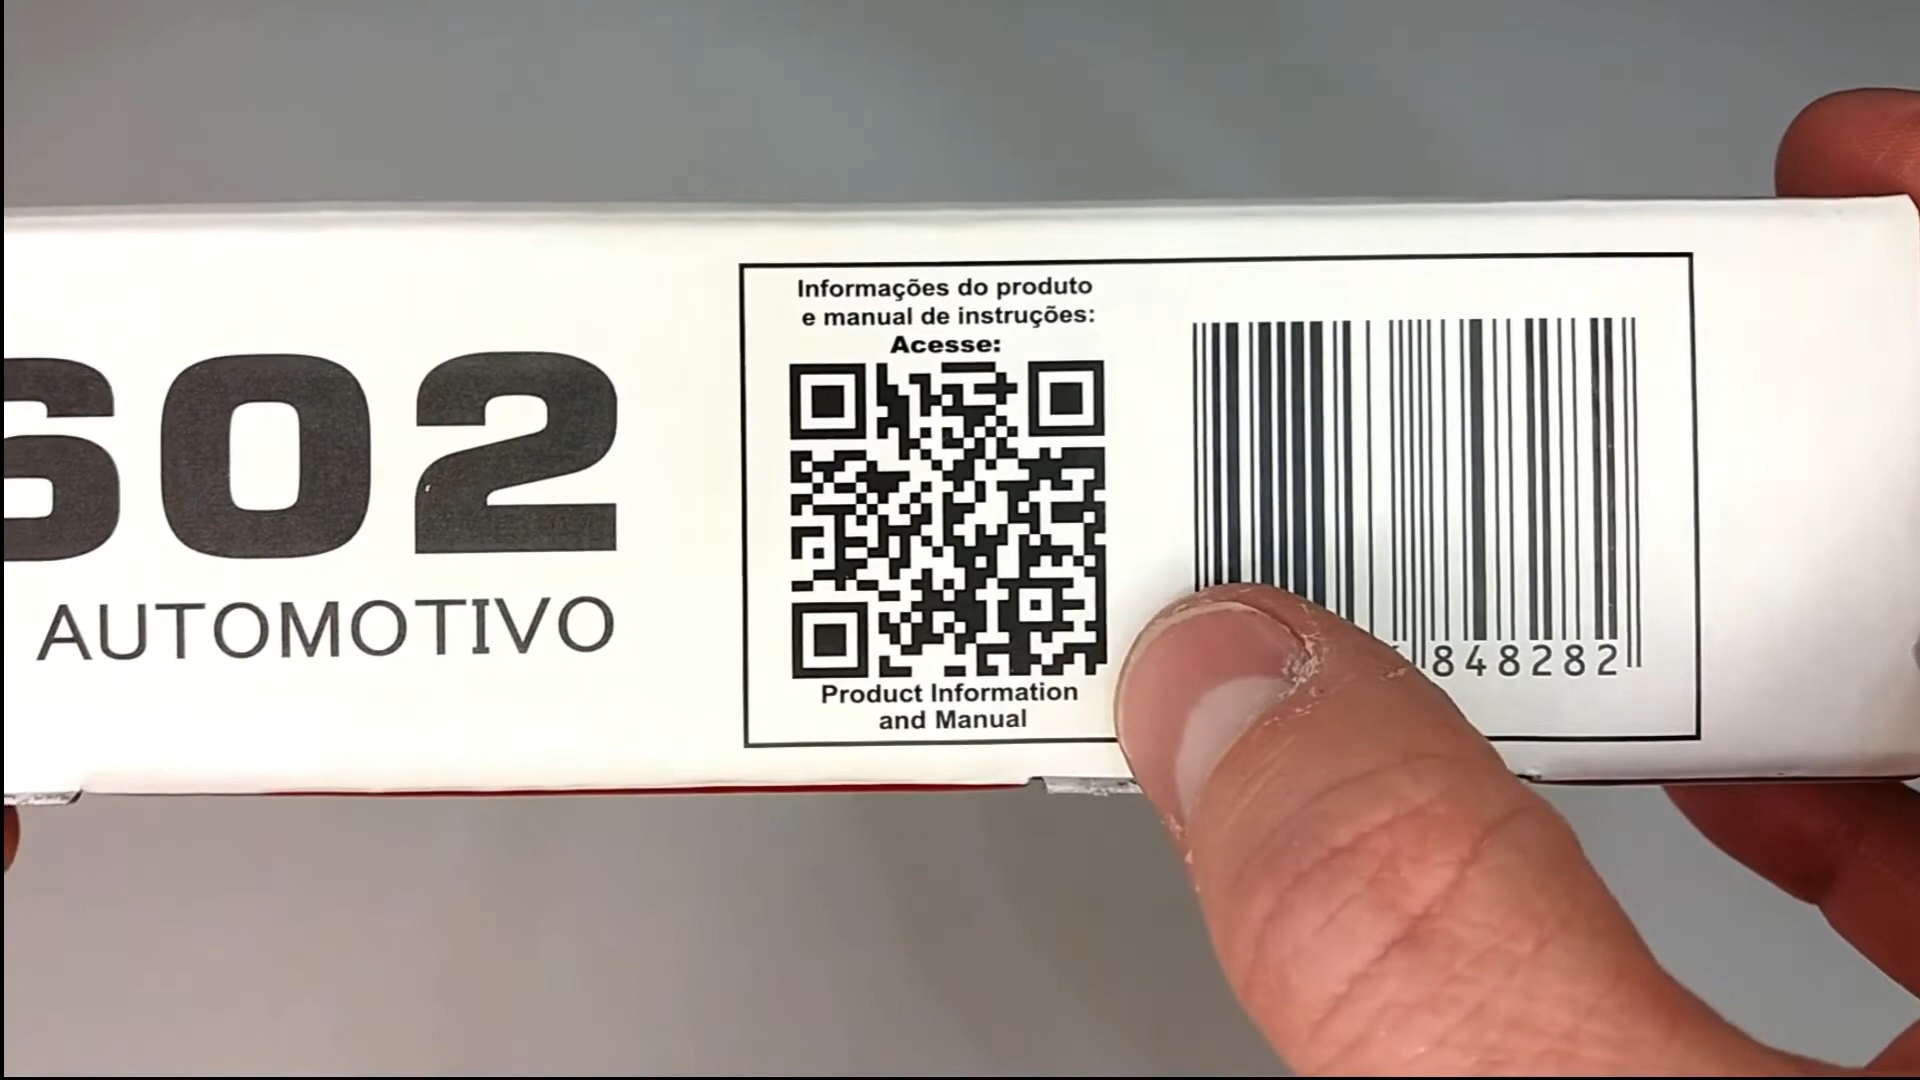 602
AUTOMOTIVO
Informações do produto
e manual de instruções:
Acesse:
Product Information
and Manual
848282